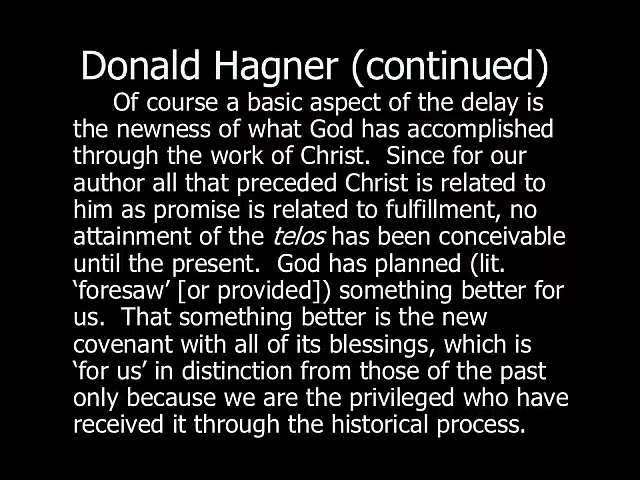 Donald Hagner (continued)
Of course a basic aspect of the delay is
the newness of what God has accomplished
through the work of Christ.  Since for our
author all that preceded Christ is related to
him as promise is related to fulfillment, no
attainment of the telos has been conceivable
until the present.  God has planned (lit.
‘foresaw’ [or provided]) something better for
us.  That something better is the new
covenant with all of its blessings, which is
‘for us’ in distinction from those of the past
only because we are the privileged who have
received it through the historical process.